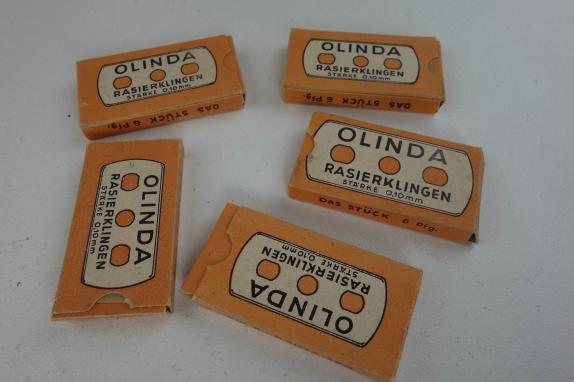 OLINDA
RASIERKLINGEN
STÄRKE 0,10mm
DAS STÜCK 6 Pfg.
OLINDA
RASIERKLINGEN
STÄRKE 0,10mm
DAS STÜCK 6 Pfg.
OLINDA
RASIERKLINGEN
STÄRKE 0,10mm
DAS STÜCK 6 Pfg.
OLINDA
RASIERKLINGEN
STÄRKE 0,10mm
OLINDA
RASIERKLINGEN
STÄRKE 0,10mm